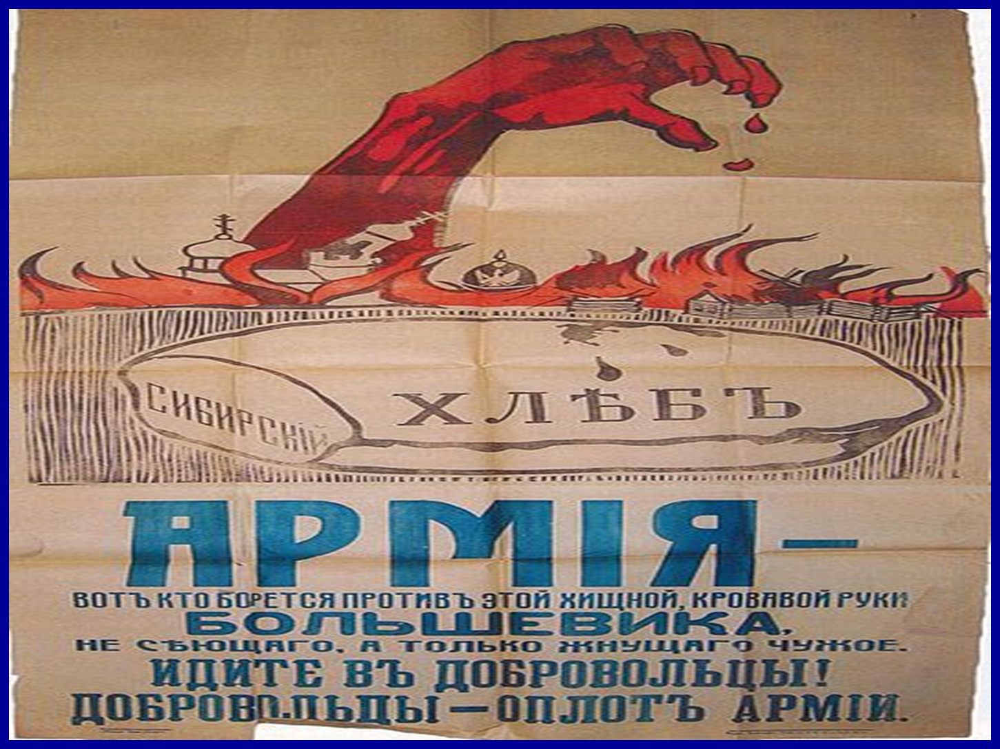 СИБИРСКІЙ
ХЛѢБЪ
АРМІЯ—
ВОТЪ КТО БОРЕТСЯ ПРОТИВЪ ЭТОЙ ХИЩНОЙ, КРОВАВОЙ РУКИ
БОЛЬШЕВИКА,
НЕ СѢЮЩАГО, А ТОЛЬКО ЖНУЩАГО ЧУЖОЕ.
ИДИТЕ ВЪ ДОБРОВОЛЬЦЫ!
ДОБРОВОЛЬЦЫ—ОПЛОТЪ АРМІИ.